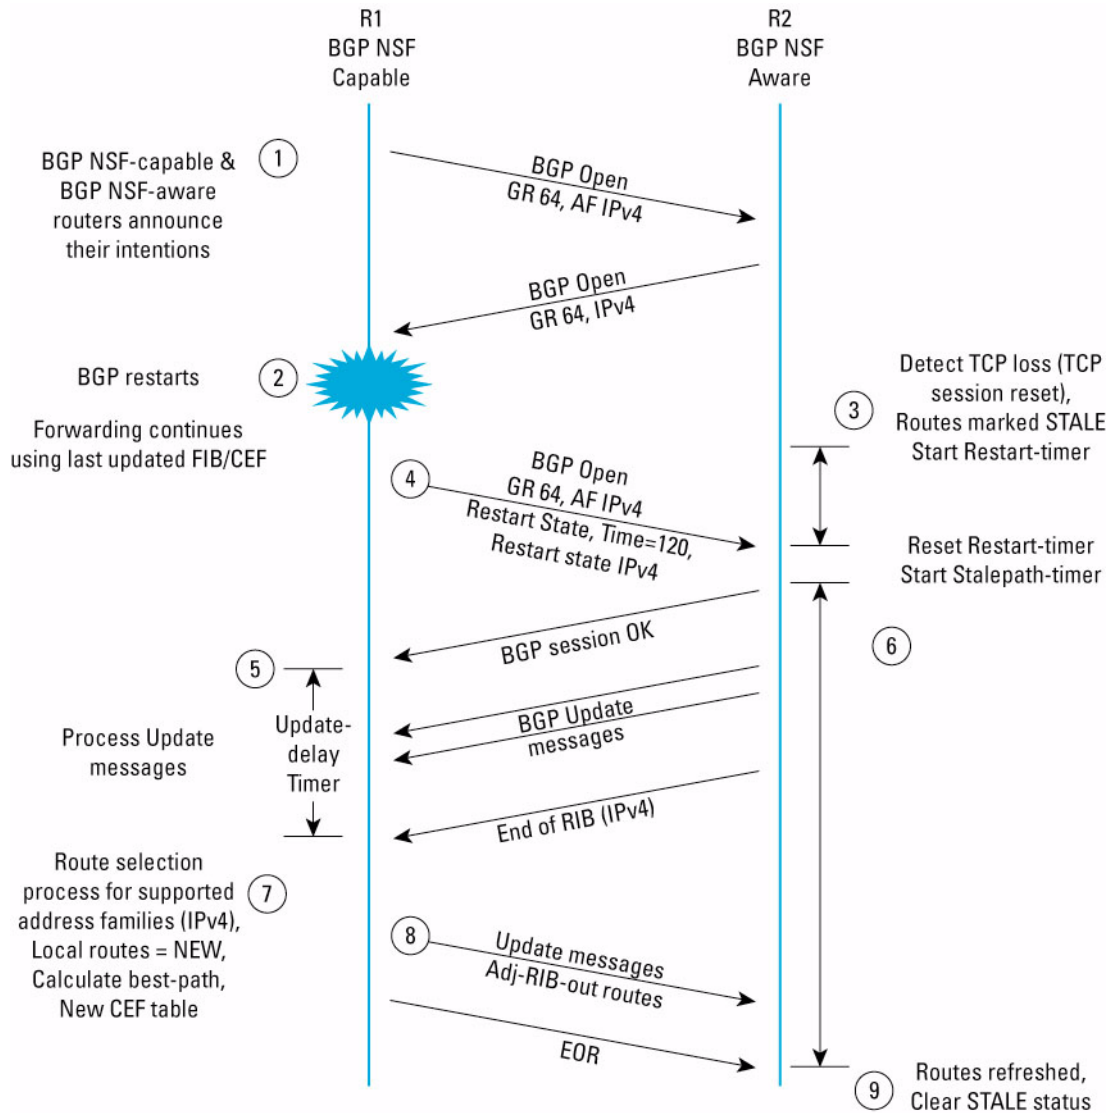 R1
BGP NSF
Capable
R2
BGP NSF
Aware
1
BGP NSF-capable &
BGP NSF-aware
routers announce
their intentions
BGP Open
GR 64, AF IPv4
BGP Open
GR 64, IPv4
BGP restarts
2
Forwarding continues
using last updated FIB/CEF
3
Detect TCP loss (TCP
session reset),
Routes marked STALE
Start Restart-timer
4
BGP Open
GR 64, AF IPv4
Restart State, Time=120,
Restart state IPv4
Reset Restart-timer
Start Stalepath-timer
BGP session OK
6
5
Process Update
messages
Update-
delay
Timer
BGP Update
messages
End of RIB (IPv4)
Route selection
process for supported
address families (IPv4),
Local routes = NEW,
Calculate best-path,
New CEF table
7
8
Update messages
Adj-RIB-out routes
EOR
9
Routes refreshed,
Clear STALE status